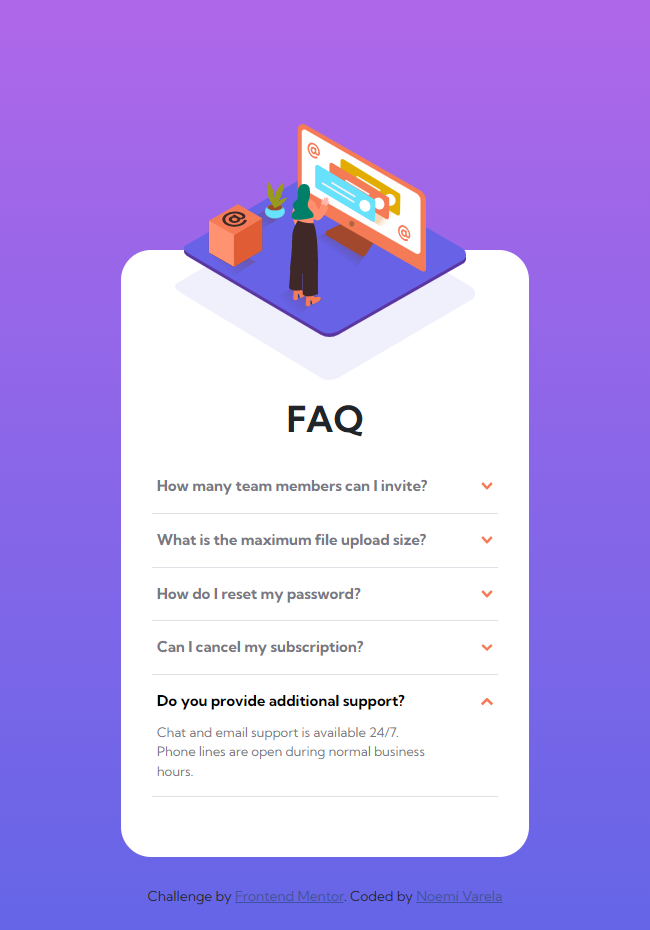 FAQ
How many team members can I invite?
What is the maximum file upload size?
How do I reset my password?
Can I cancel my subscription?
Do you provide additional support?
Chat and email support is available 24/7.
Phone lines are open during normal business
hours.
Challenge by Frontend Mentor. Coded by Noemí Varela